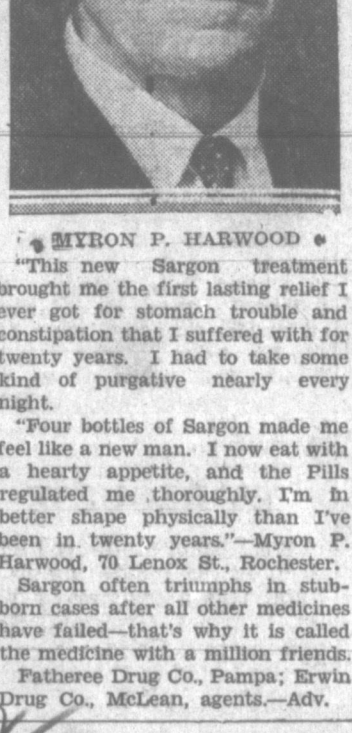 MYRON P. HARWOOD
"This new Sargon treatment
brought me the first lasting relief I
ever got for stomach trouble and
constipation that I suffered with for
twenty years. I had to take some
kind of purgative nearly every
night.
"Four bottles of Sargon made me
feel like a new man. I now eat with
a hearty appetite, and the Pills
regulated me thoroughly. I'm in
better shape physically than I've
been in twenty years."—Myron P.
Harwood, 70 Lenox St., Rochester.
Sargon often triumphs in stub-
born cases after all other medicines
have failed—that's why it is called
the medicine with a million friends.
Fatheree Drug Co., Pampa; Erwin
Drug Co., McLean, agents.—Adv.